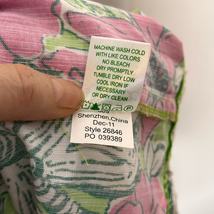 MACHINE WASH COLD
WITH LIKE COLORS
NO BLEACH
DRY PROMPTLY
TUMBLE DRY LOW
COOL IRON IF
NECESSARY
OR DRY CLEAN
Shenzhen,China
Dec-11
Style 26846
PO 039389